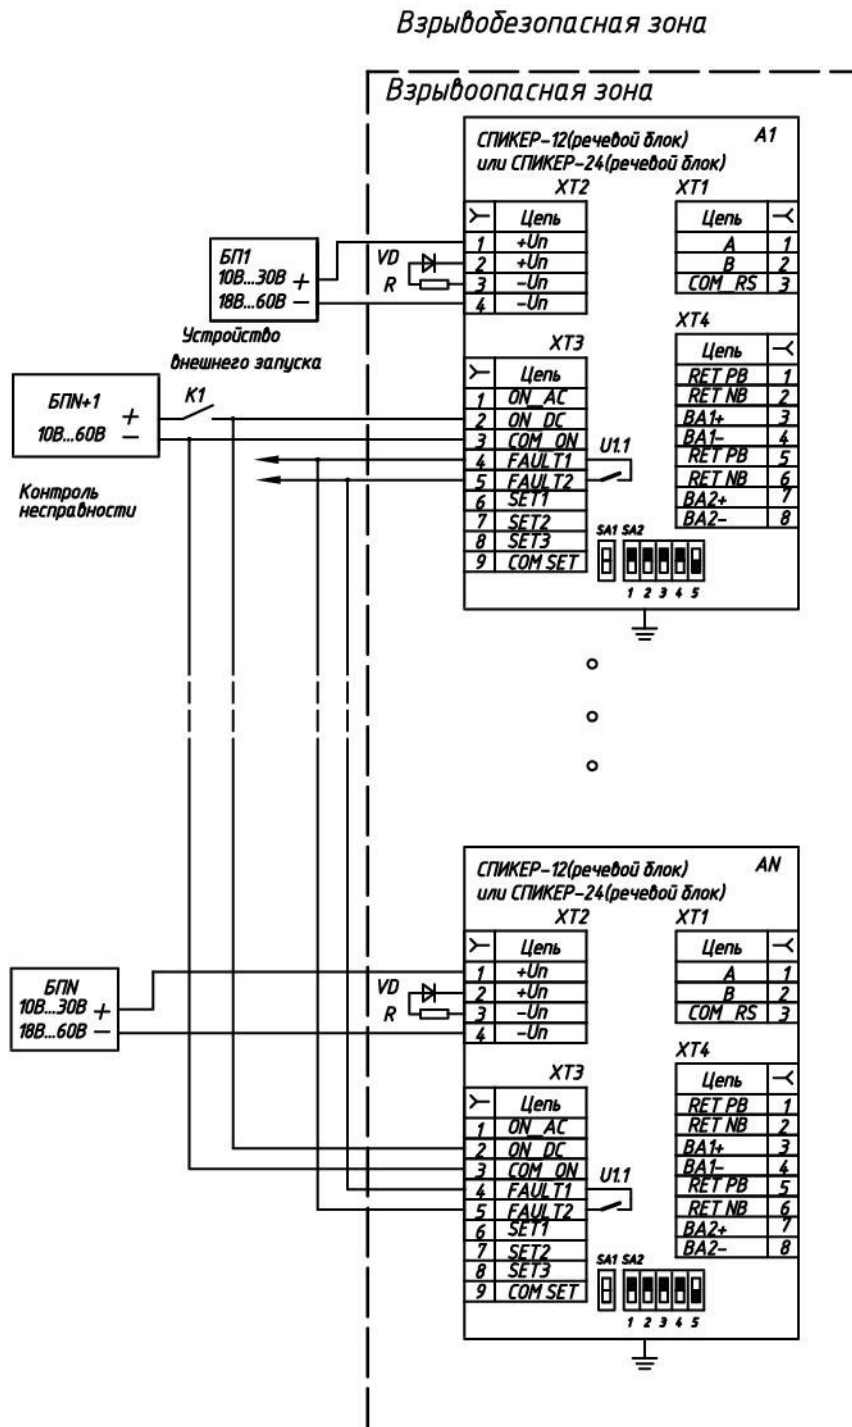 Взрывобезопасная зона
Взрывоопасная зона
СПИКЕР-12(речевой блок) A1
или СПИКЕР-24(речевой блок)
XT2
Цепь
1 +Uп
2 +Uп
3 -Uп
4 -Uп
XT1
Цепь
A 1
B 2
COM_RS 3
БП1
10В...30В +
18В...60В –
VD
R
Устройство
внешнего запуска
K1
БПN+1
+
10В...60В –
Контроль
несправности
XT3
Цепь
1 ON_AC
2 ON_DC
3 COM_ON
4 FAULT1
5 FAULT2
6 SET1
7 SET2
8 SET3
9 COM SET
U1.1
XT4
Цепь
RET PB 1
RET NB 2
BA1+ 3
BA1- 4
RET PB 5
RET NB 6
BA2+ 7
BA2- 8
SA1 SA2
1 2 3 4 5
СПИКЕР-12(речевой блок) AN
или СПИКЕР-24(речевой блок)
XT2
Цепь
1 +Uп
2 +Uп
3 -Uп
4 -Uп
XT1
Цепь
A 1
B 2
COM_RS 3
БПN
10В...30В +
18В...60В –
VD
R
XT3
Цепь
1 ON_AC
2 ON_DC
3 COM_ON
4 FAULT1
5 FAULT2
6 SET1
7 SET2
8 SET3
9 COM SET
U1.1
XT4
Цепь
RET PB 1
RET NB 2
BA1+ 3
BA1- 4
RET PB 5
RET NB 6
BA2+ 7
BA2- 8
SA1 SA2
1 2 3 4 5